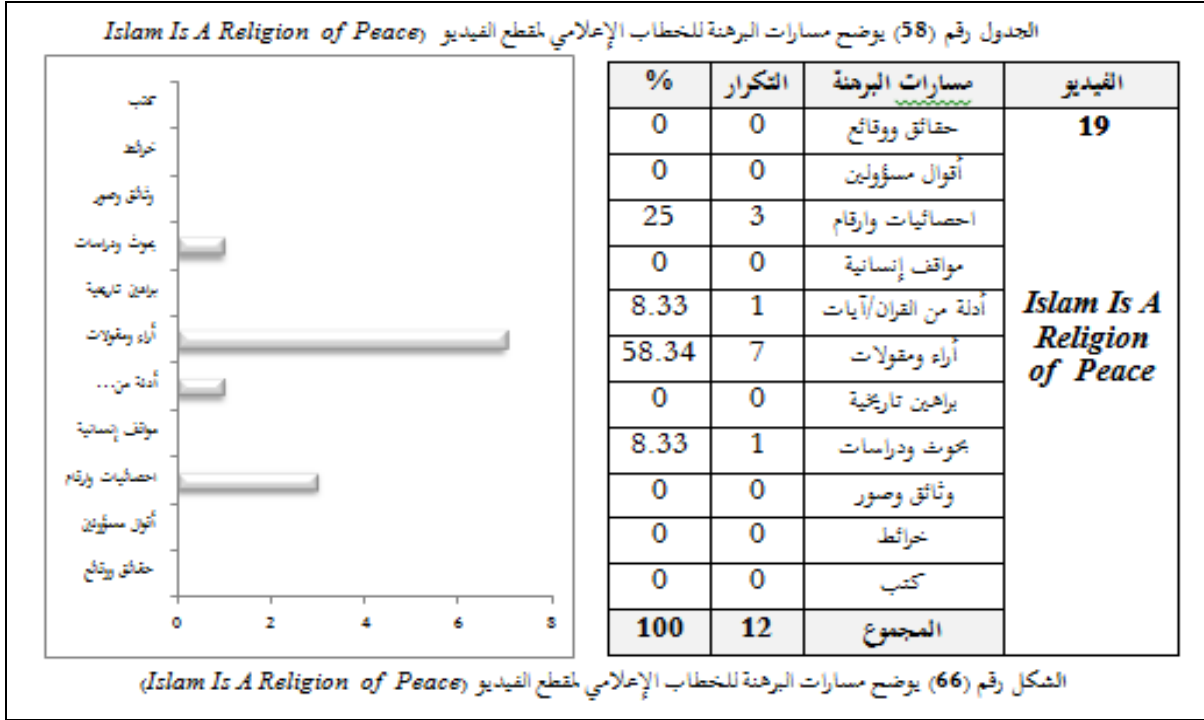 الجدول رقم (58) يوضح مسارات البرهنة للخطاب الإعلامي لمقطع الفيديو (Islam Is A Religion of Peace
الفيديو مسارات البرهنة التكرار %
19 حقائق ووقائع 0 0
أقوال مسؤولين 0 0
احصائيات وارقام 3 25
مواقف إنسانية 0 0
أدلة من القران/آيات 1 8.33
أراء ومقولات 7 58.34
براهين تاريخية 0 0
بحوث ودراسات 1 8.33
وثائق وصور 0 0
خرائط 0 0
كتب 0 0
المجموع 12 100
Islam Is A
Religion
of Peace
كتب
خرائط
وثائق وصور
بحوث ودراسات
براهين تاريخية
أراء ومقولات
أدلة من...
مواقف إنسانية
احصائيات وارقام
أقوال مسؤولين
حقائق ووقائع
0 2 4 6 8
الشكل رقم (66) يوضح مسارات البرهنة للخطاب الإعلامي لمقطع الفيديو (Islam Is A Religion of Peace)